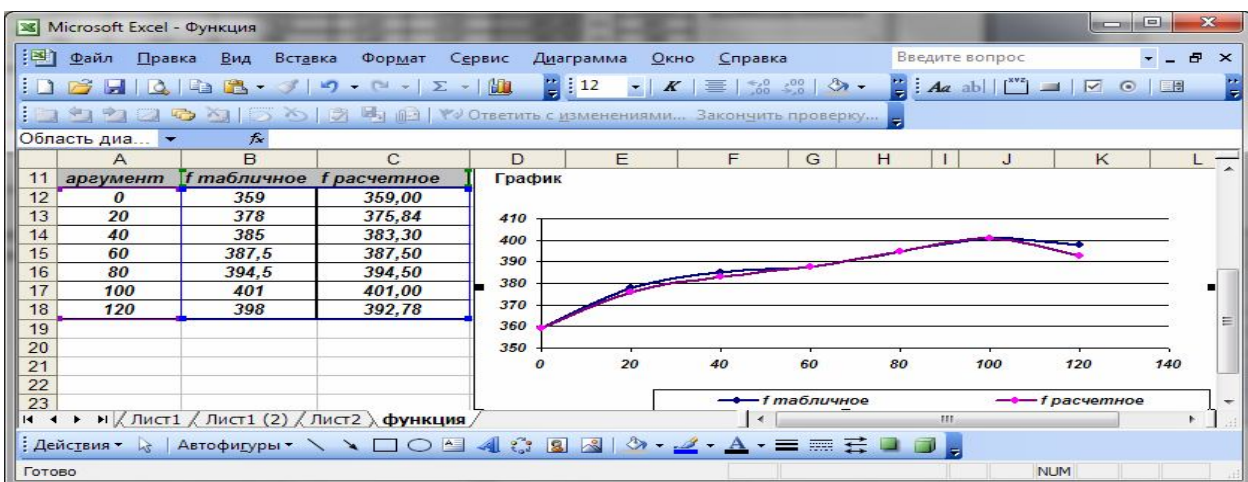 Microsoft Excel - Функция
Файл Правка Вид Вставка Формат Сервис Диаграмма Окно Справка Введите вопрос
12 К Aa ab| xyz
Ответить с изменениями... Закончить проверку...
Область диа... fx
A B C D E F G H I J K L
11 аргумент f табличное f расчетное График
12 0 359 359,00
13 20 378 375,84
14 40 385 383,30
15 60 387,5 387,50
16 80 394,5 394,50
17 100 401 401,00
18 120 398 392,78
19
20
21
22
23
410
400
390
380
370
360
350
0 20 40 60 80 100 120 140
f табличное f расчетное
Лист1 Лист1 (2) Лист2 функция
Действия Автофигуры
Готово NUM